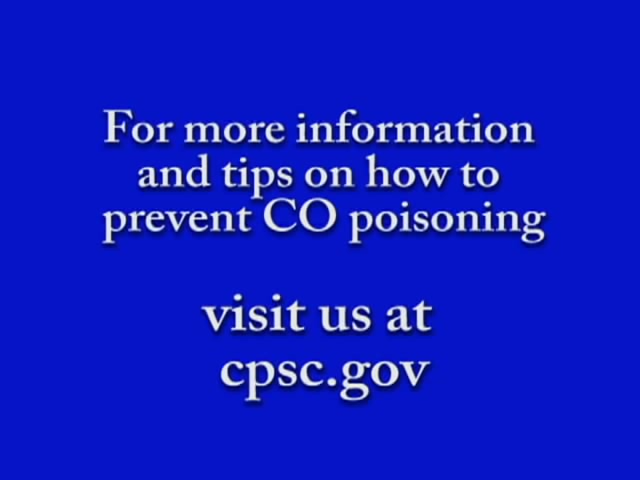 For more information
and tips on how to
prevent CO poisoning
visit us at
cpsc.gov